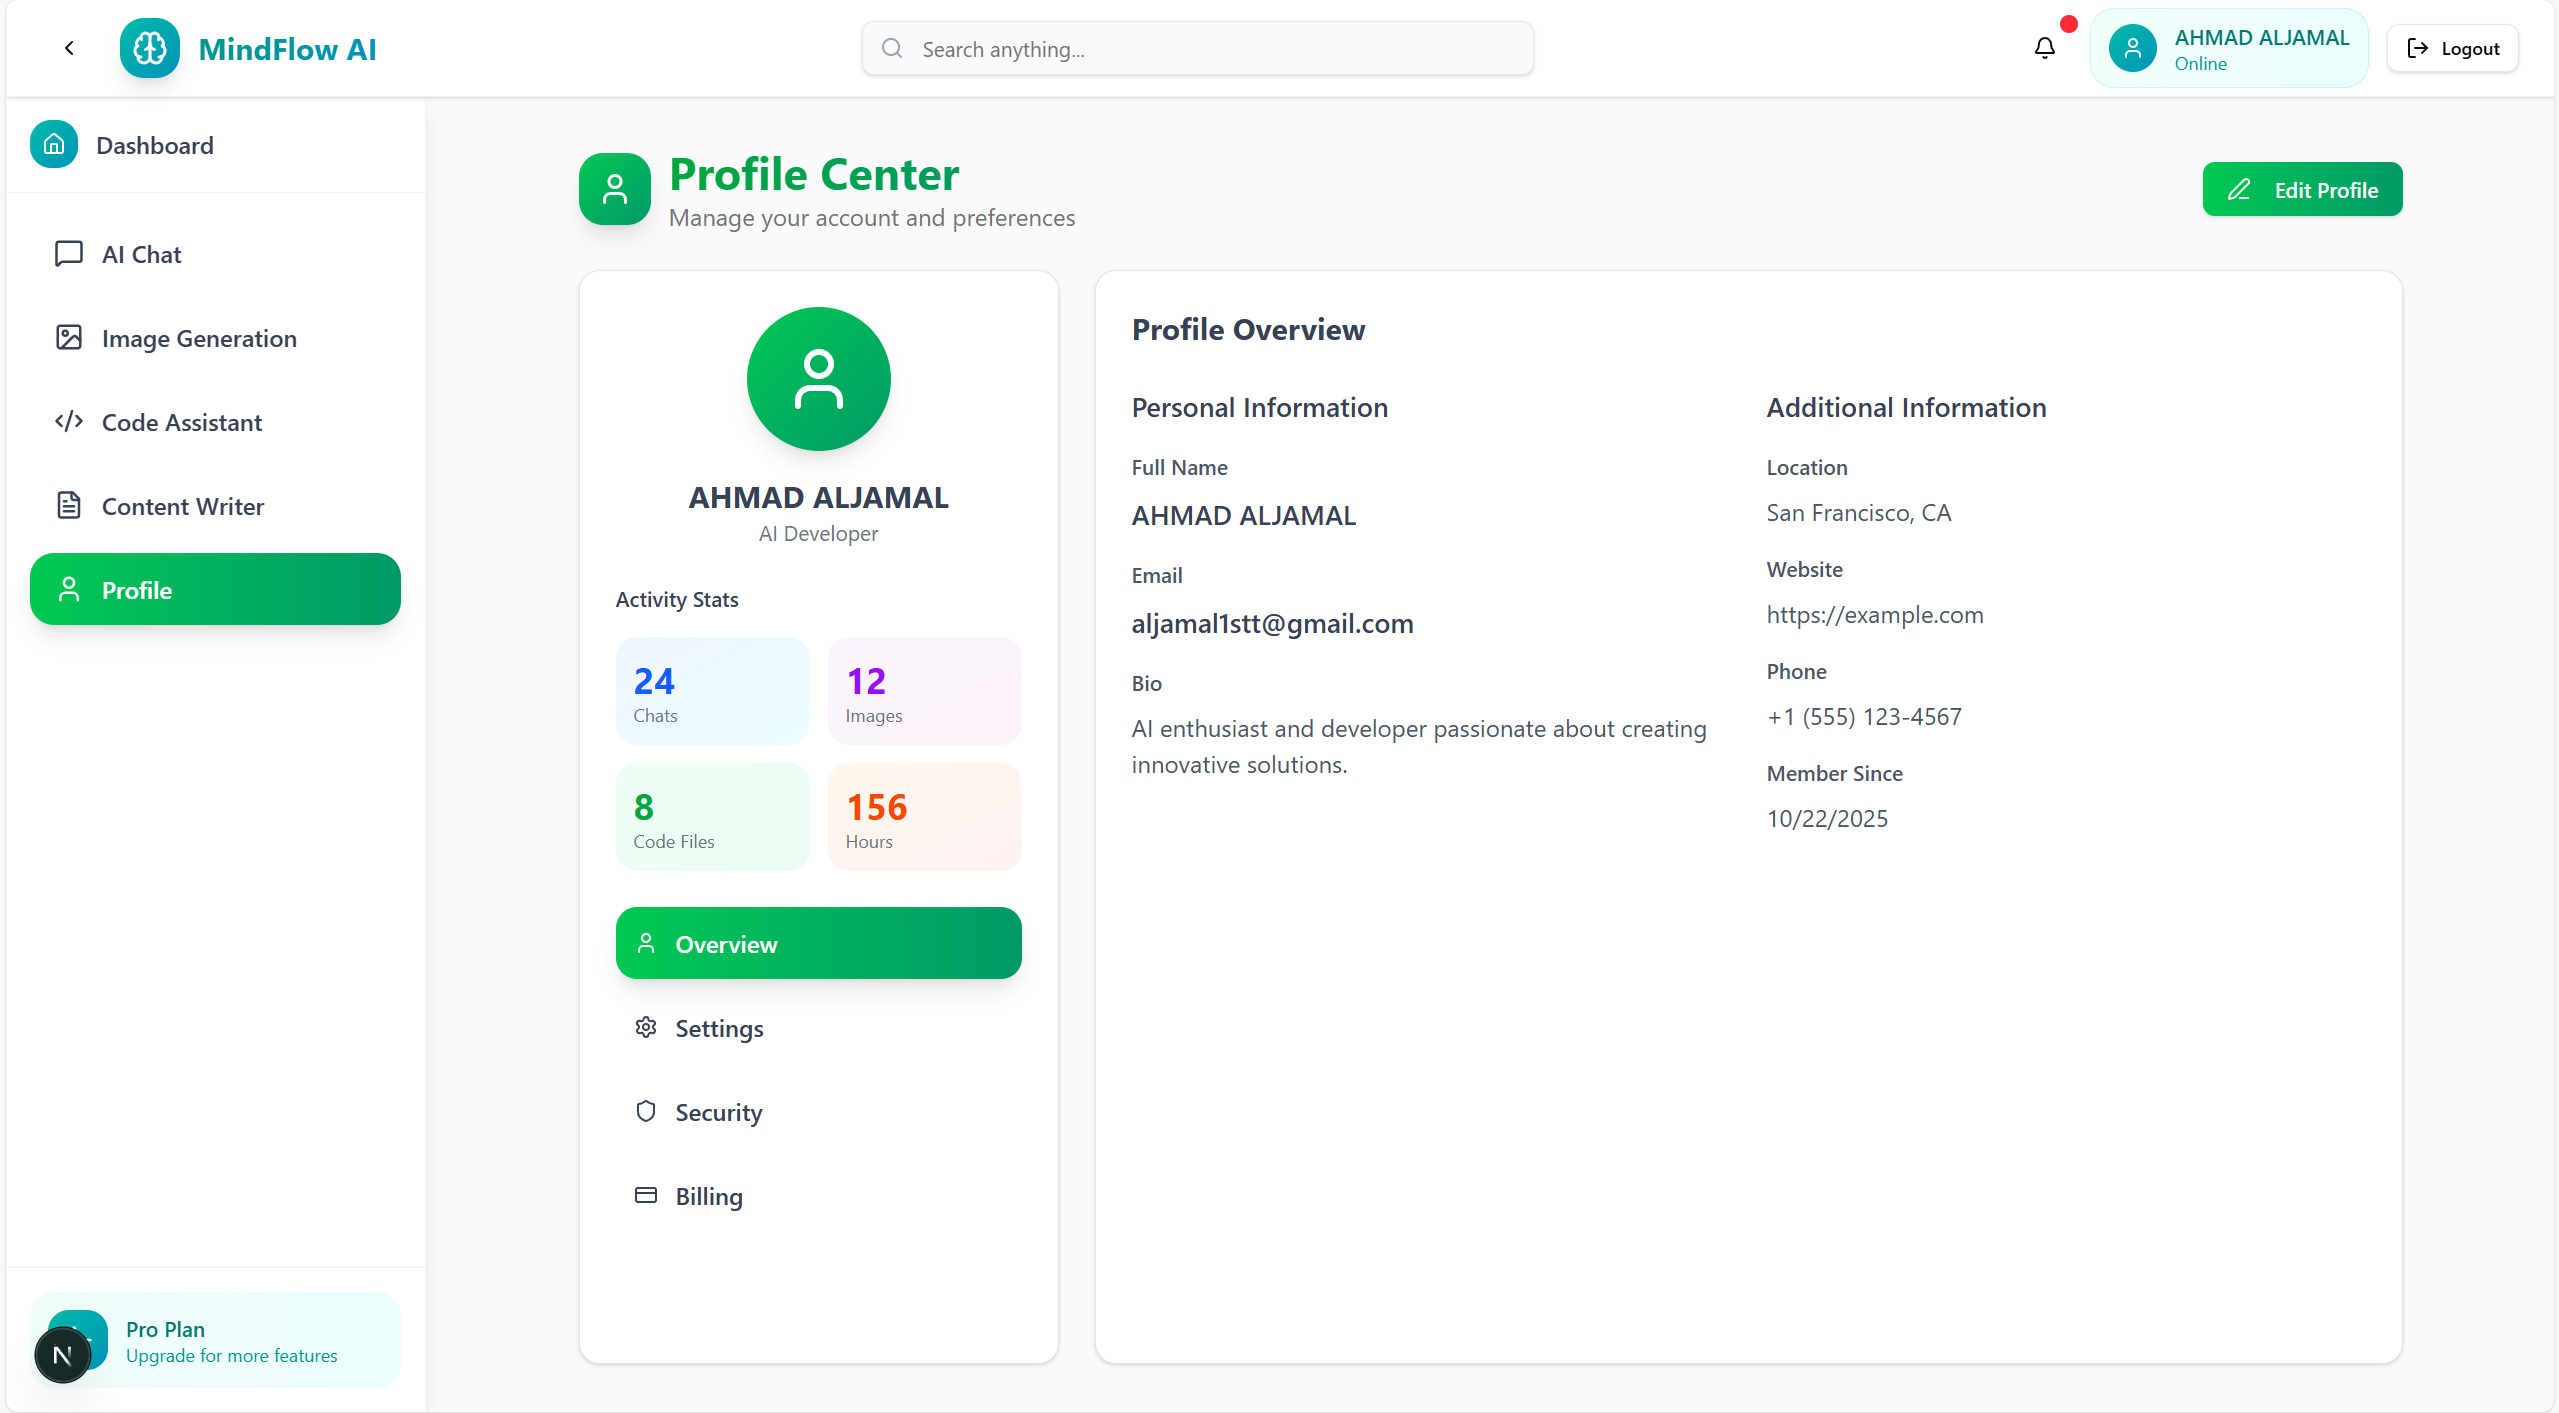 MindFlow AI
Search anything...
AHMAD ALJAMAL
Online
Logout
Dashboard
AI Chat
Image Generation
Code Assistant
Content Writer
Profile
Pro Plan
Upgrade for more features
N
Profile Center
Manage your account and preferences
Edit Profile
AHMAD ALJAMAL
AI Developer
Activity Stats
24
Chats
12
Images
8
Code Files
156
Hours
Overview
Settings
Security
Billing
Profile Overview
Personal Information
Full Name
AHMAD ALJAMAL
Email
aljamal1stt@gmail.com
Bio
AI enthusiast and developer passionate about creating
innovative solutions.
Additional Information
Location
San Francisco, CA
Website
https://example.com
Phone
+1 (555) 123-4567
Member Since
10/22/2025